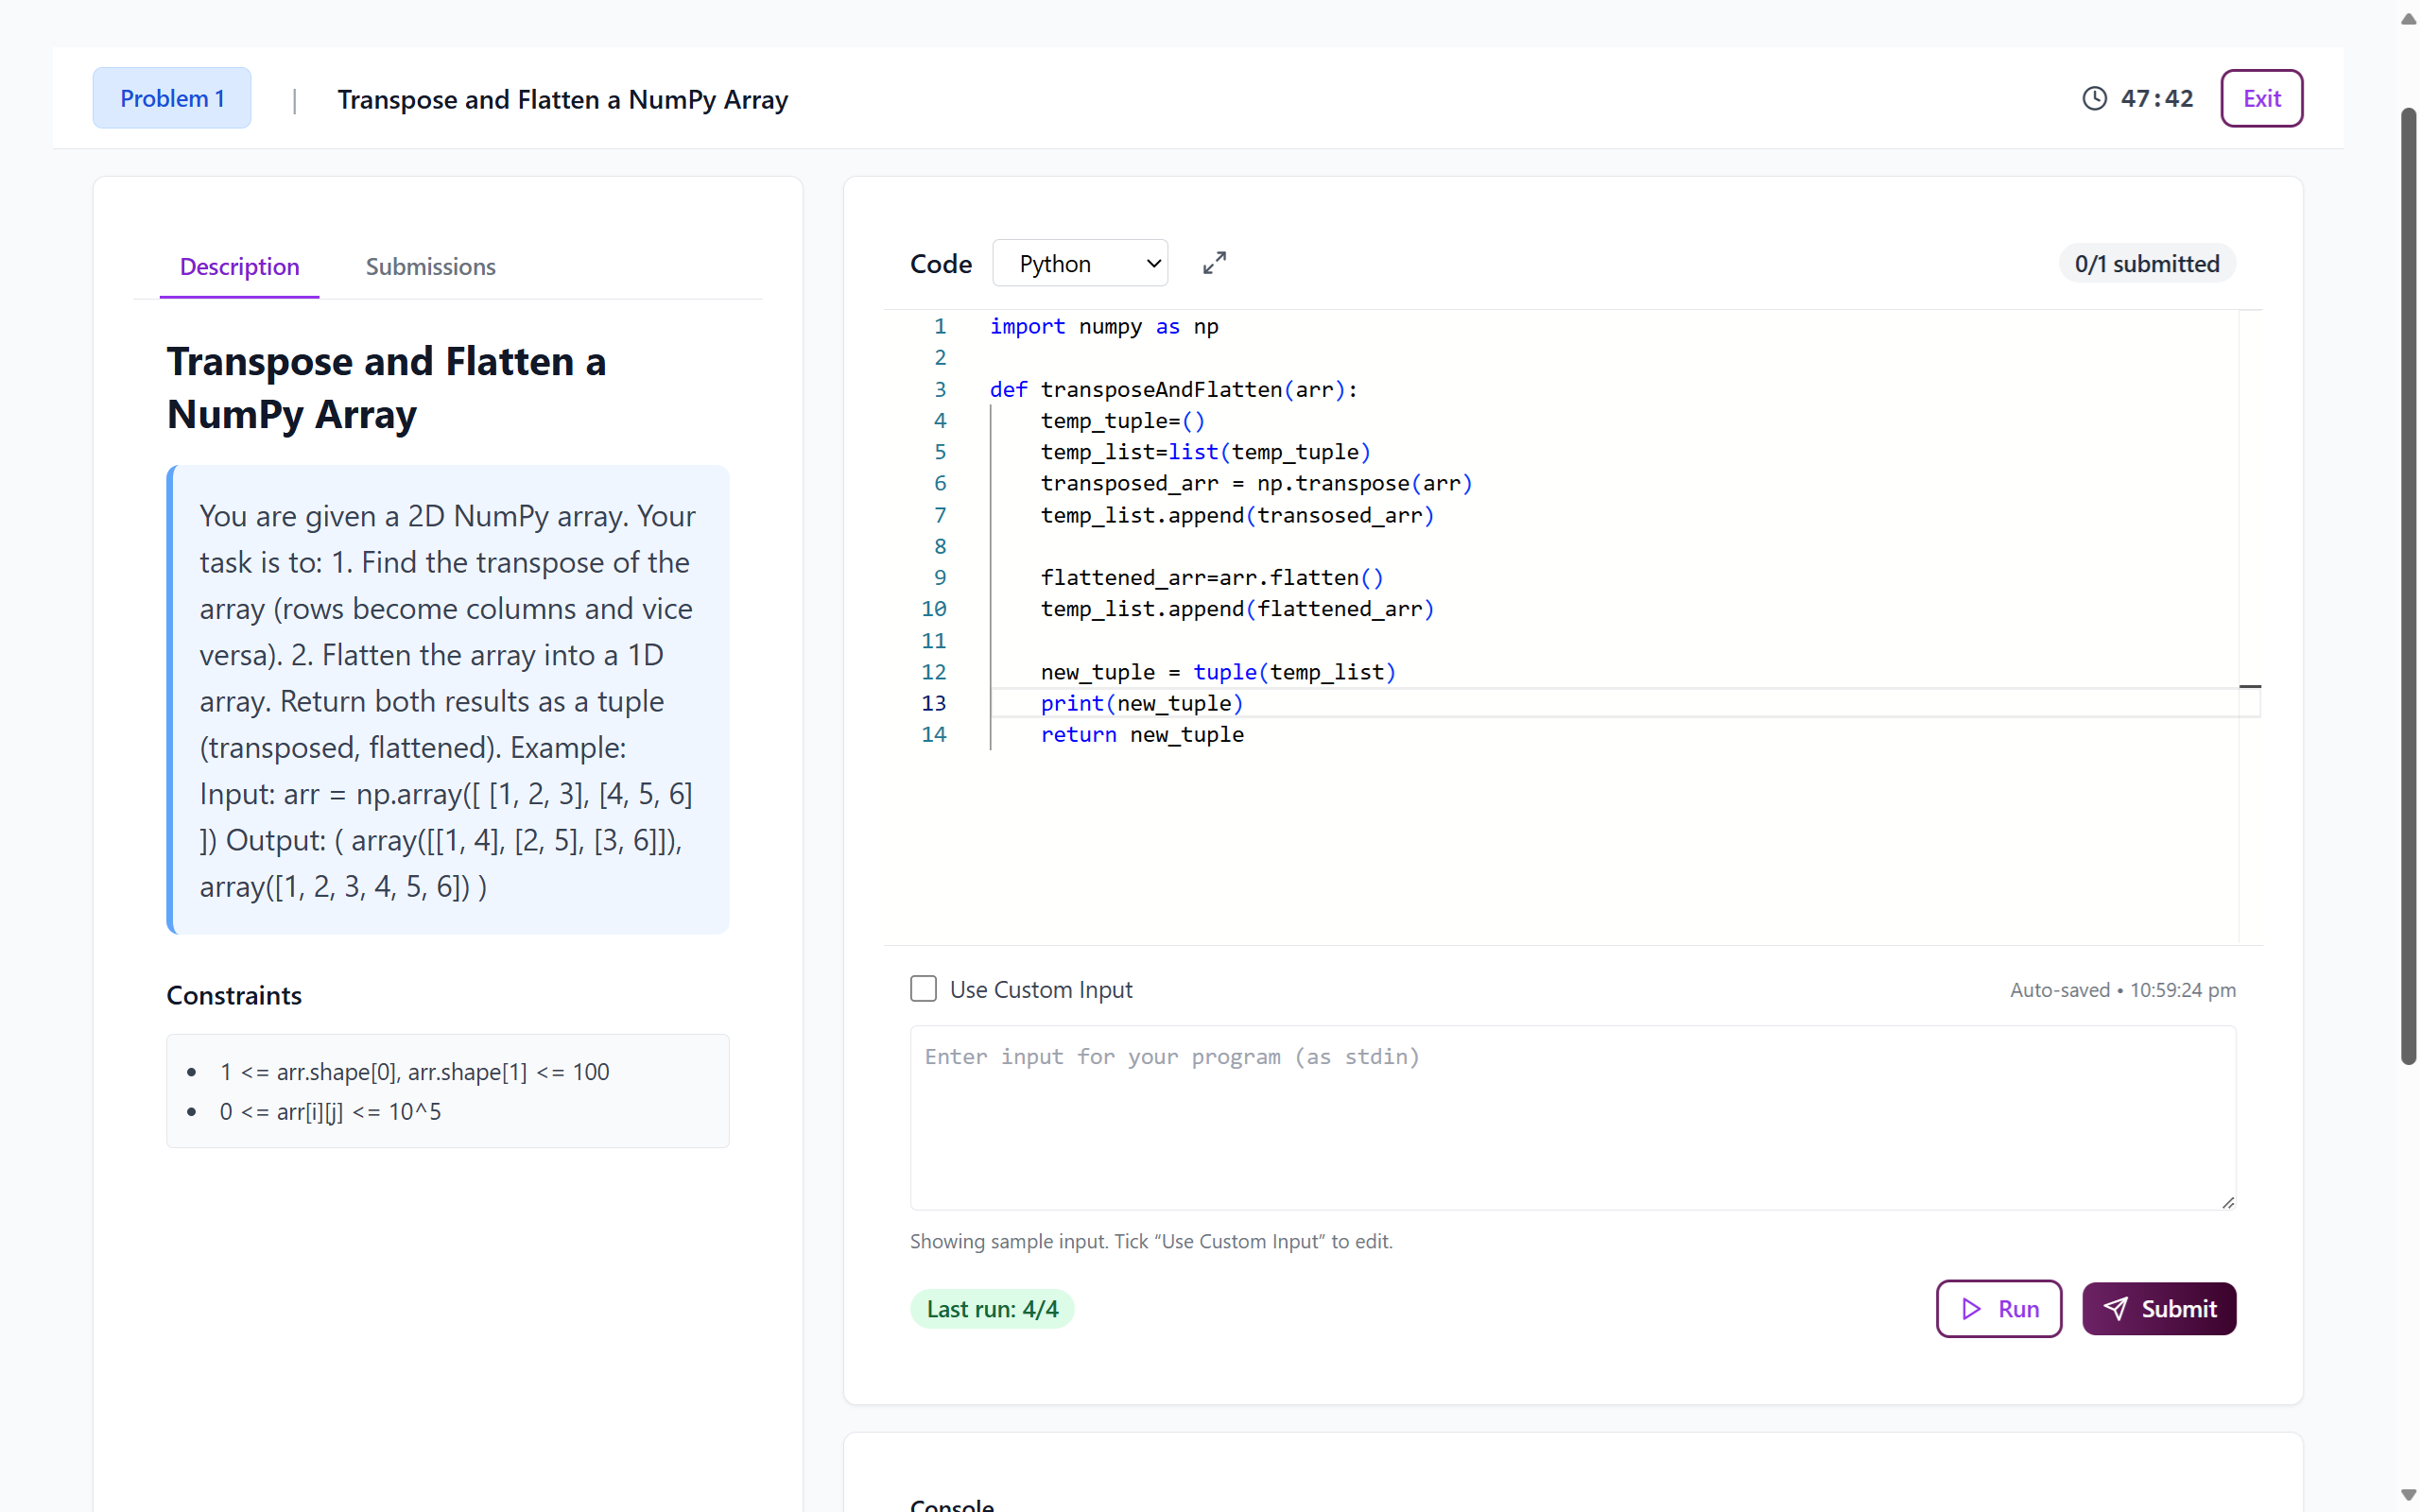 Problem 1 | Transpose and Flatten a NumPy Array 47:42 Exit
Description Submissions
Transpose and Flatten a
NumPy Array
You are given a 2D NumPy array. Your
task is to: 1. Find the transpose of the
array (rows become columns and vice
versa). 2. Flatten the array into a 1D
array. Return both results as a tuple
(transposed, flattened). Example:
Input: arr = np.array([ [1, 2, 3], [4, 5, 6]
]) Output: ( array([[1, 4], [2, 5], [3, 6]]),
array([1, 2, 3, 4, 5, 6]) )
Constraints
• 1 <= arr.shape[0], arr.shape[1] <= 100
• 0 <= arr[i][j] <= 10^5
Code Python 0/1 submitted
1 import numpy as np
2
3 def transposeAndFlatten(arr):
4 temp_tuple=()
5 temp_list=list(temp_tuple)
6 transposed_arr = np.transpose(arr)
7 temp_list.append(transosed_arr)
8
9 flattened_arr=arr.flatten()
10 temp_list.append(flattened_arr)
11
12 new_tuple = tuple(temp_list)
13 print(new_tuple)
14 return new_tuple
Use Custom Input Auto-saved • 10:59:24 pm
Enter input for your program (as stdin)
Showing sample input. Tick “Use Custom Input” to edit.
Last run: 4/4 Run Submit
Console